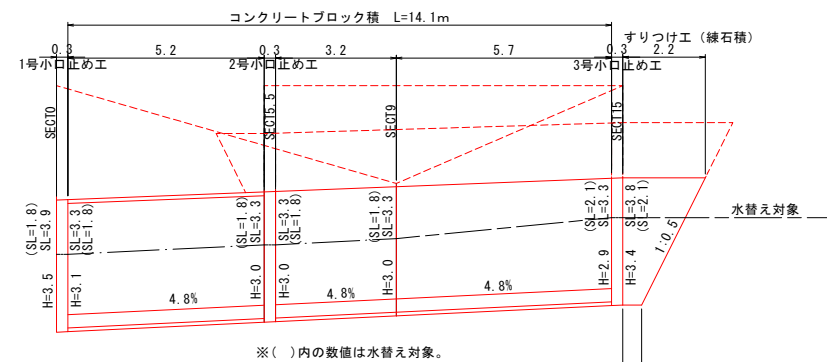 コンクリートブロック積 L=14.1m
すりつけ工（練石積）
0.3
5.2
0.3
3.2
5.7
0.3
2.2
1号小口止め工
2号小口止め工
3号小口止め工
SECT0
SECT5.5
SECT9
SECT15
(SL=1.8)
SL=3.9
SL=3.3
(SL=1.8)
(SL=1.8)
SL=3.3
SL=3.3
(SL=1.8)
(SL=1.8)
SL=3.3
(SL=2.1)
SL=3.3
SL=3.8
(SL=2.1)
水替え対象
1:0.5
H=3.5
H=3.1
H=3.0
H=3.0
H=3.0
H=2.9
H=3.4
4.8%
4.8%
4.8%
※(　)内の数値は水替え対象。